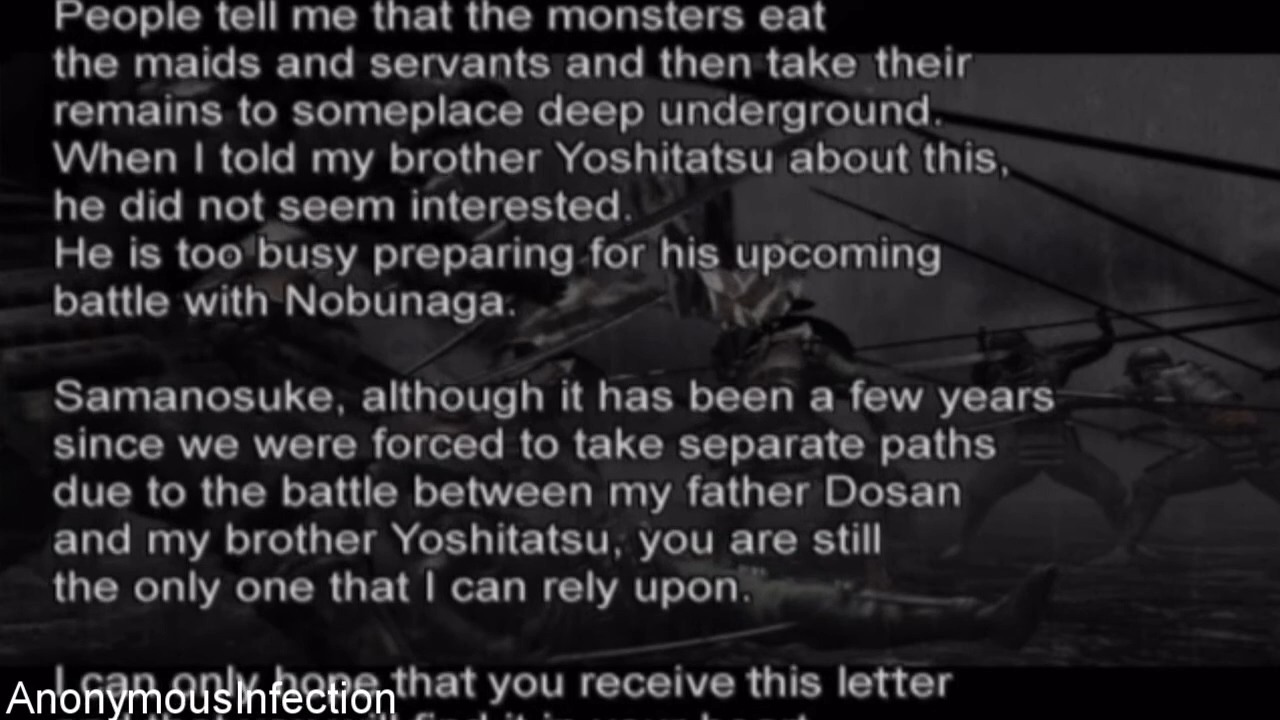 People tell me that the monsters eat
the maids and servants and then take their
remains to someplace deep underground.
When I told my brother Yoshitatsu about this,
he did not seem interested.
He is too busy preparing for his upcoming
battle with Nobunaga.
Samanosuke, although it has been a few years
since we were forced to take separate paths
due to the battle between my father Dosan
and my brother Yoshitatsu, you are still
the only one that I can rely upon.
I can only hope that you receive this letter
AnonymousInfection